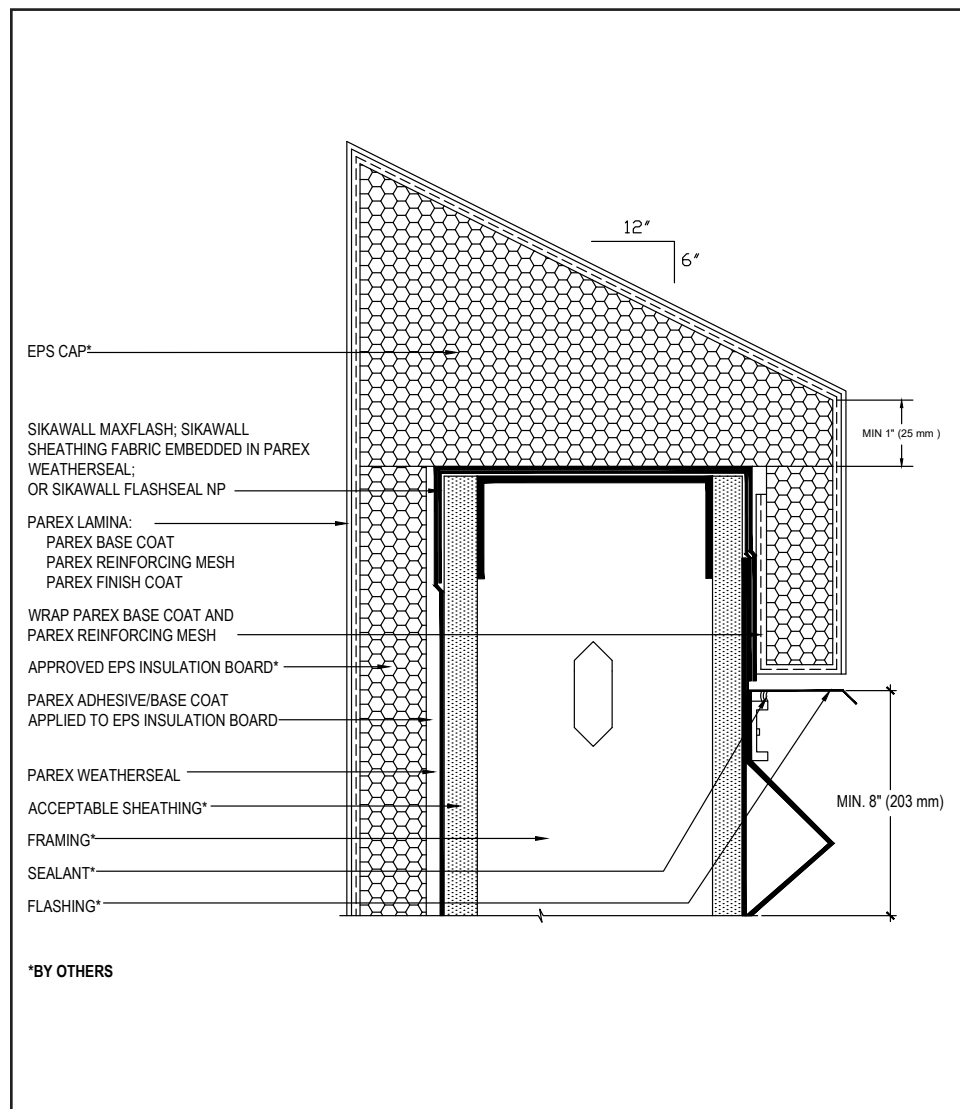 12"
6"
EPS CAP*
MIN 1" (25 mm )
SIKAWALL MAXFLASH; SIKAWALL
SHEATHING FABRIC EMBEDDED IN PAREX
WEATHERSEAL;
OR SIKAWALL FLASHSEAL NP
PAREX LAMINA:
PAREX BASE COAT
PAREX REINFORCING MESH
PAREX FINISH COAT
WRAP PAREX BASE COAT AND
PAREX REINFORCING MESH
APPROVED EPS INSULATION BOARD*
PAREX ADHESIVE/BASE COAT
APPLIED TO EPS INSULATION BOARD
PAREX WEATHERSEAL
ACCEPTABLE SHEATHING*
MIN. 8" (203 mm)
FRAMING*
SEALANT*
FLASHING*
*BY OTHERS